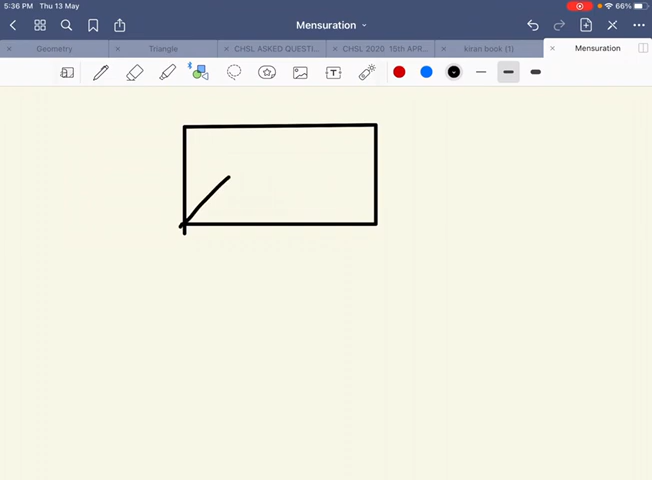 5:36 PM Thu 13 May
66%
Mensuration
Geometry
Triangle
CHSL ASKED QUESTI...
CHSL 2020 15th APR...
kiran book (1)
Mensuration
T